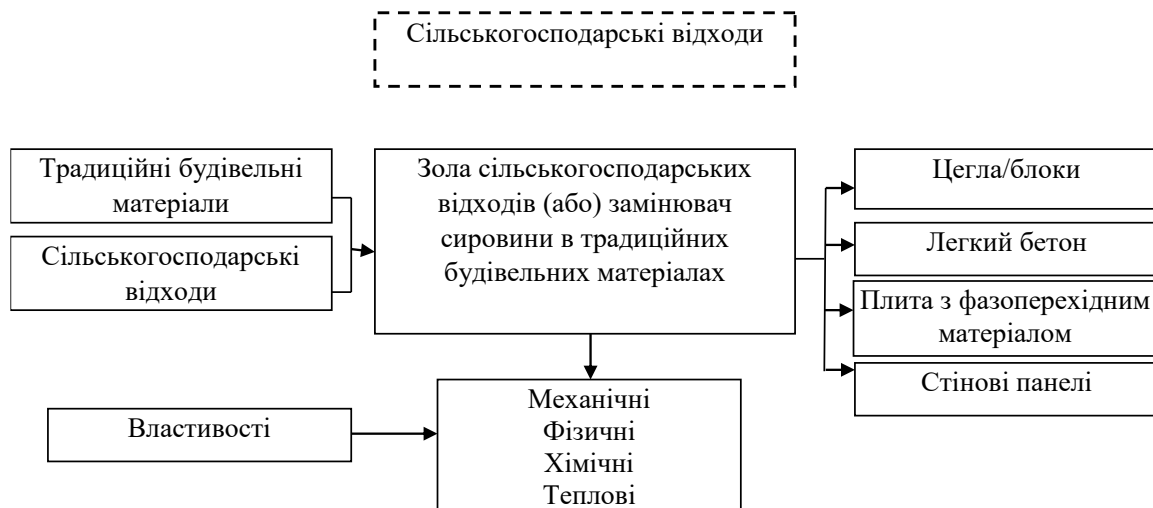 Сільськогосподарські відходи
Традиційні будівельні
матеріали
Сільськогосподарські
відходи
Зола сільськогосподарських
відходів (або) замінювач
сировини в традиційних
будівельних матеріалах
Цегла/блоки
Легкий бетон
Плита з фазоперехідним
матеріалом
Стінові панелі
Властивості
Механічні
Фізичні
Хімічні
Теплові